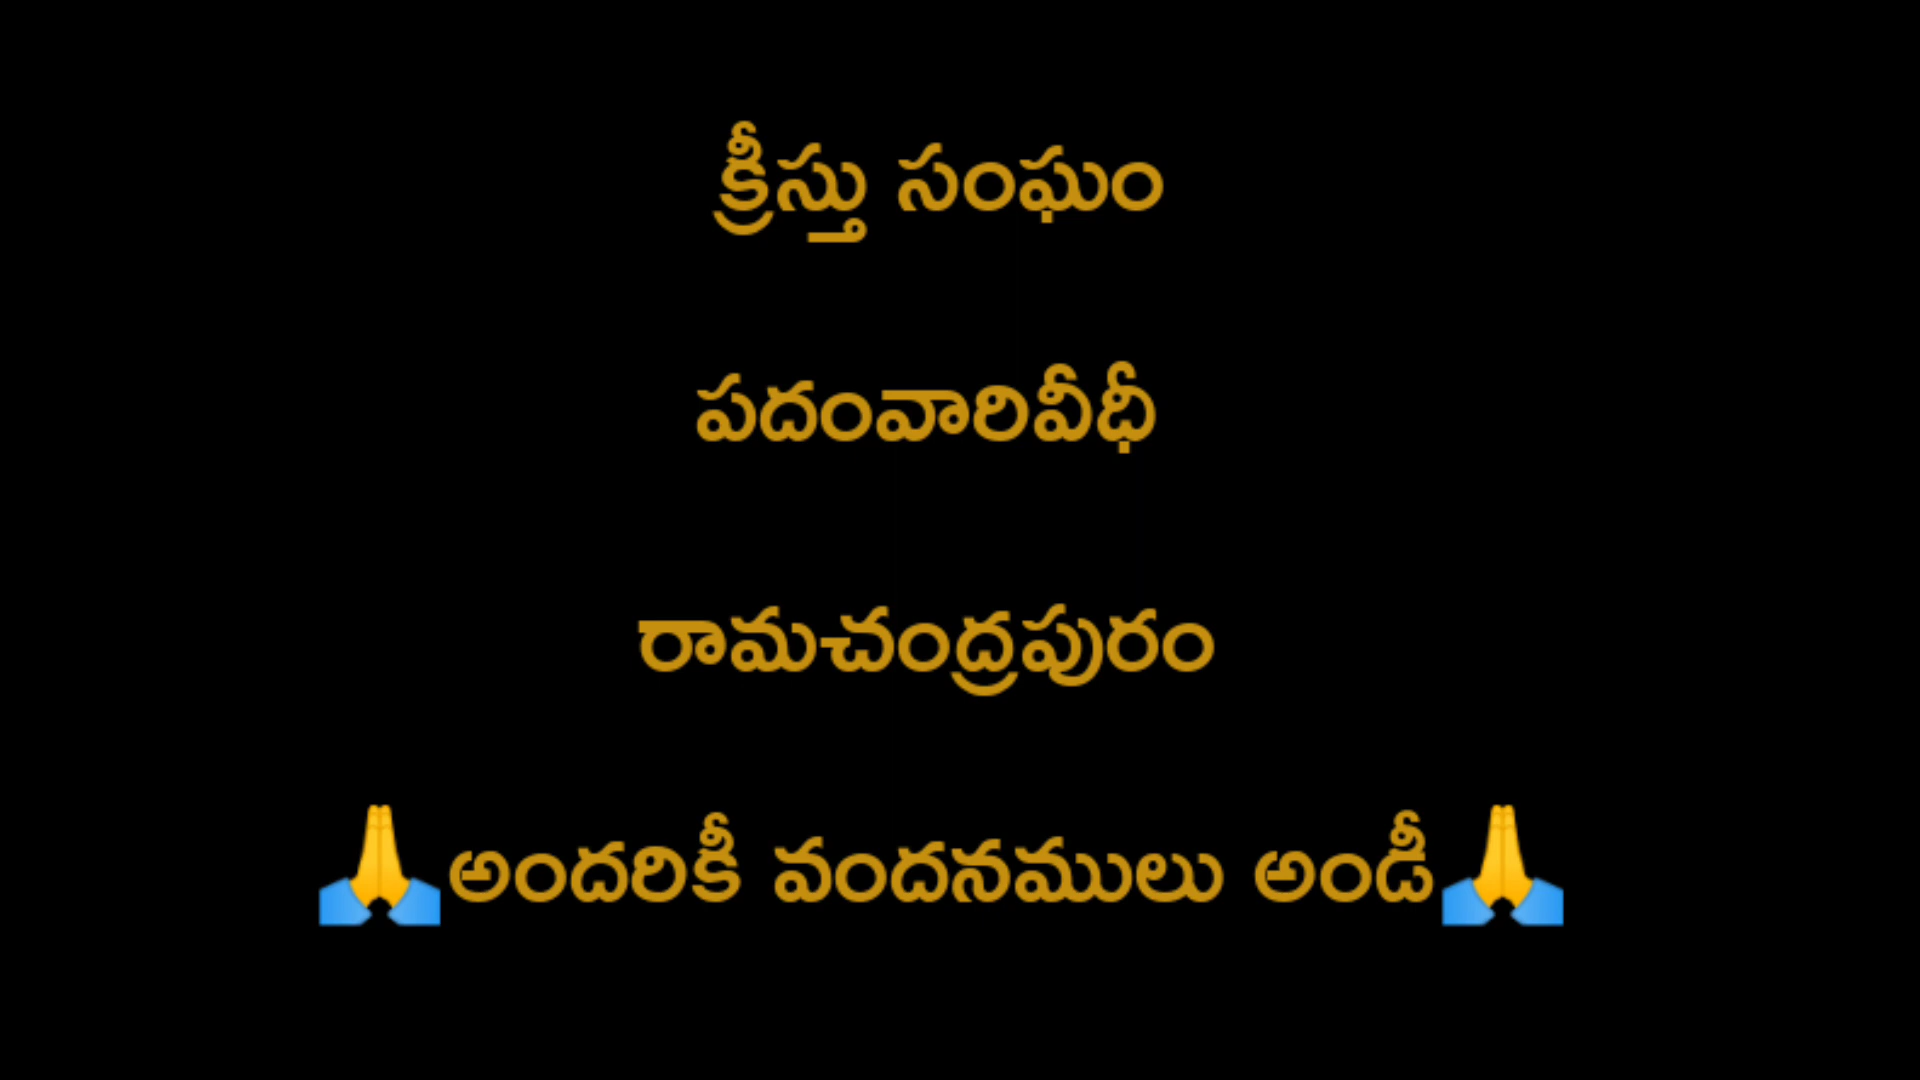 క్రీస్తు సంఘం
పదంవారివీధీ
రామచంద్రపురం
🙏అందరికీ వందనములు అండీ🙏